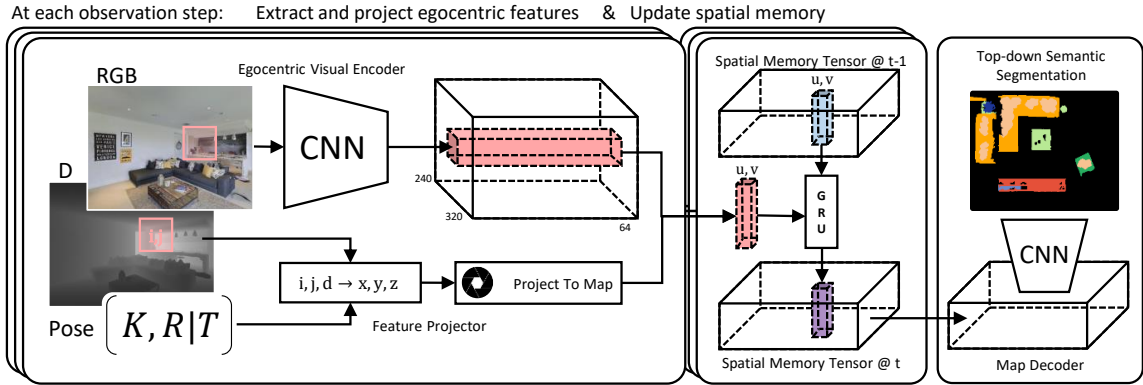 At each observation step: Extract and project egocentric features & Update spatial memory
RGB
Egocentric Visual Encoder
CNN
240
320
64
D
ij
i, j, d → x, y, z
Project To Map
Pose
K, R|T
Feature Projector
Spatial Memory Tensor @ t-1
u, v
u, v
G
R
U
Spatial Memory Tensor @ t
Top-down Semantic
Segmentation
CNN
Map Decoder